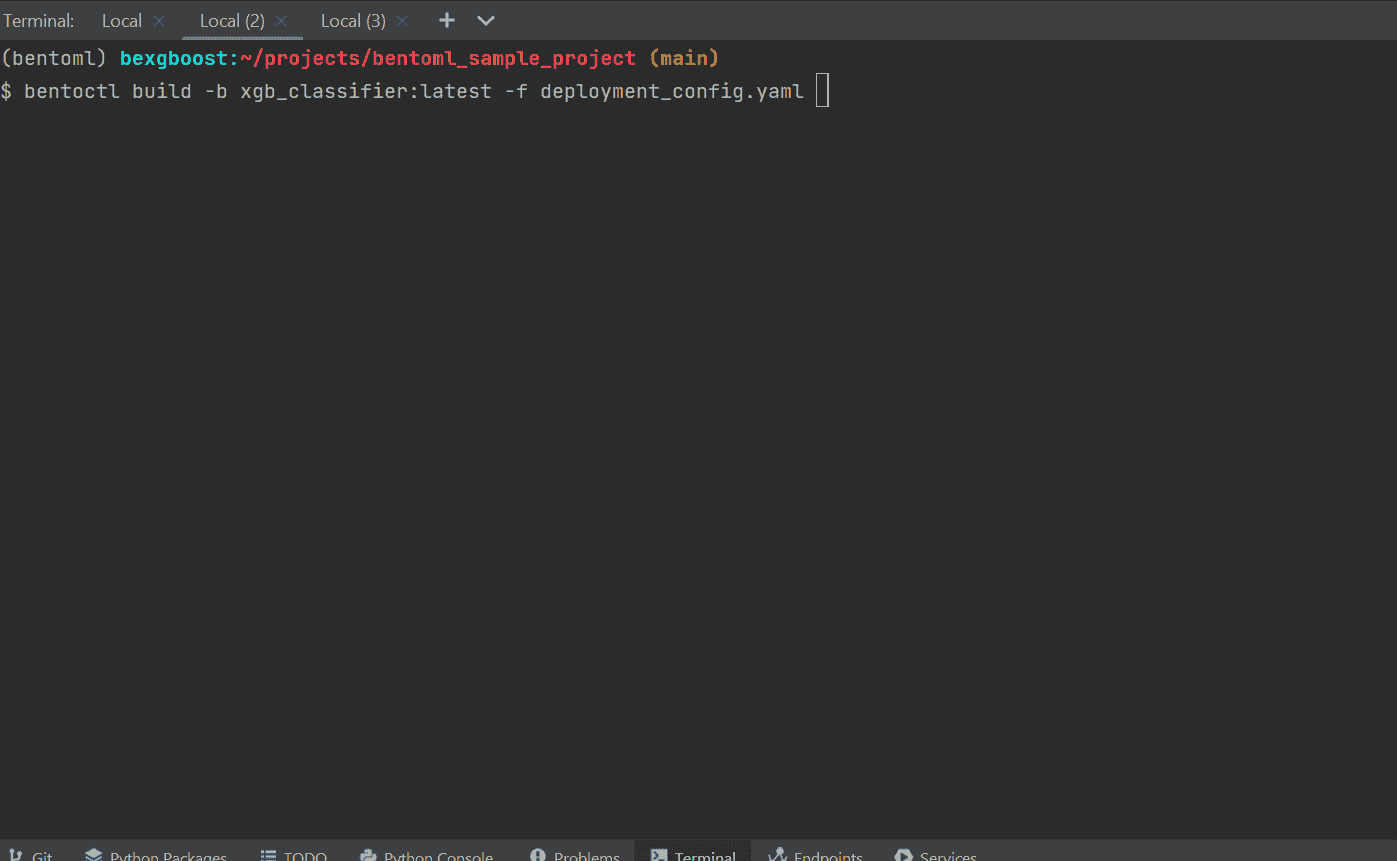 Terminal: Local Local (2) Local (3)
(bentoml) bexgboost:~/projects/bentoml_sample_project (main)
$ bentoctl build -b xgb_classifier:latest -f deployment_config.yaml
Git Python Packages TODO Python Console Problems Terminal Endpoints Services